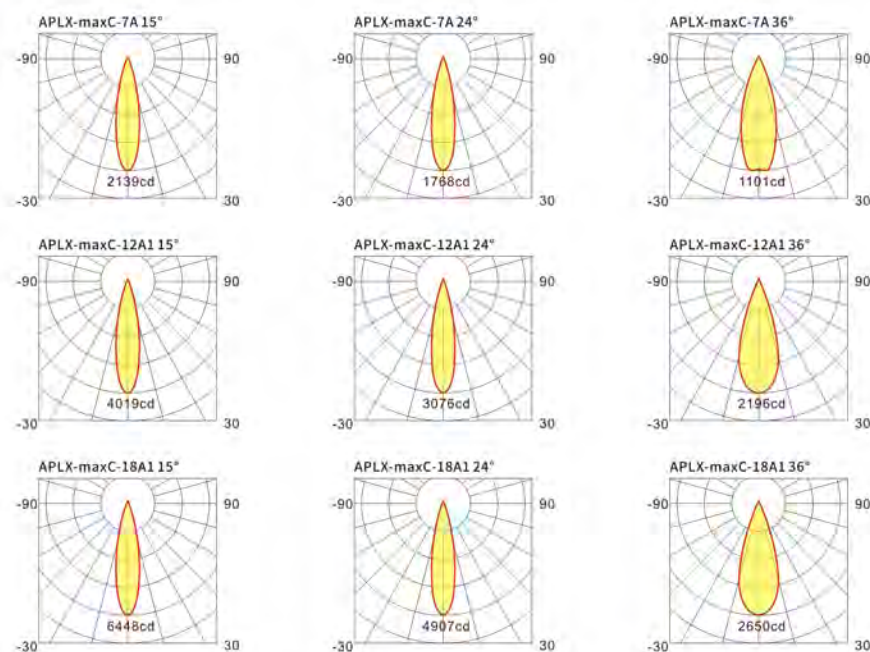 APLX-maxC-7A 15°
-90 90
2139cd
-30 30
APLX-maxC-7A 24°
-90 90
1768cd
-30 30
APLX-maxC-7A 36°
-90 90
1101cd
-30 30
APLX-maxC-12A1 15°
-90 90
4019cd
-30 30
APLX-maxC-12A1 24°
-90 90
3076cd
-30 30
APLX-maxC-12A1 36°
-90 90
2196cd
-30 30
APLX-maxC-18A1 15°
-90 90
6448cd
-30 30
APLX-maxC-18A1 24°
-90 90
4907cd
-30 30
APLX-maxC-18A1 36°
-90 90
2650cd
-30 30